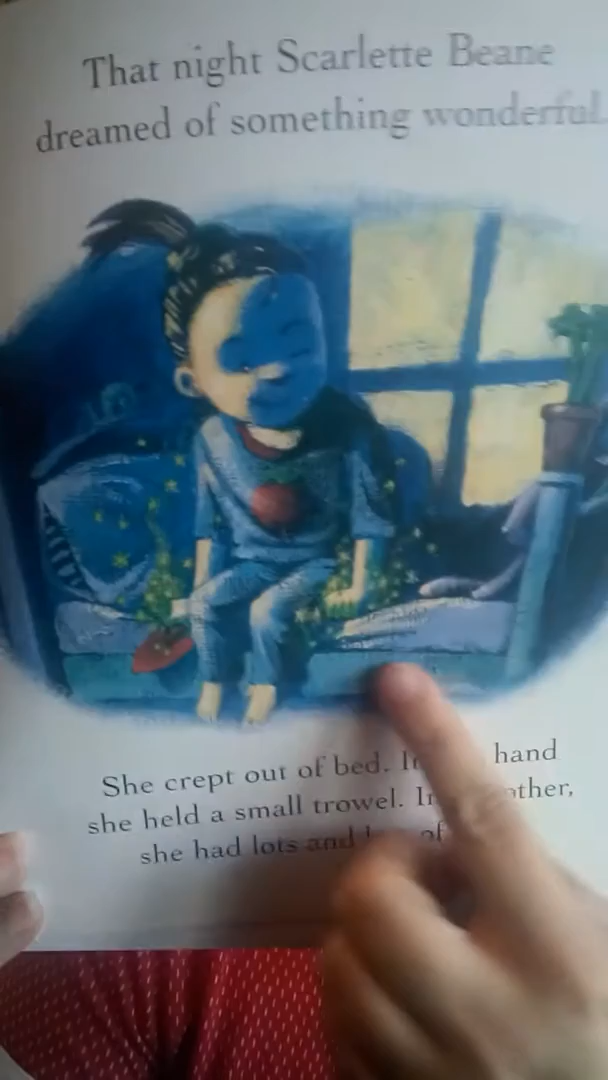 That night Scarlette Beane
dreamed of something wonderful.
She crept out of bed. In hand
she held a small trowel. In other,
she had lots and of